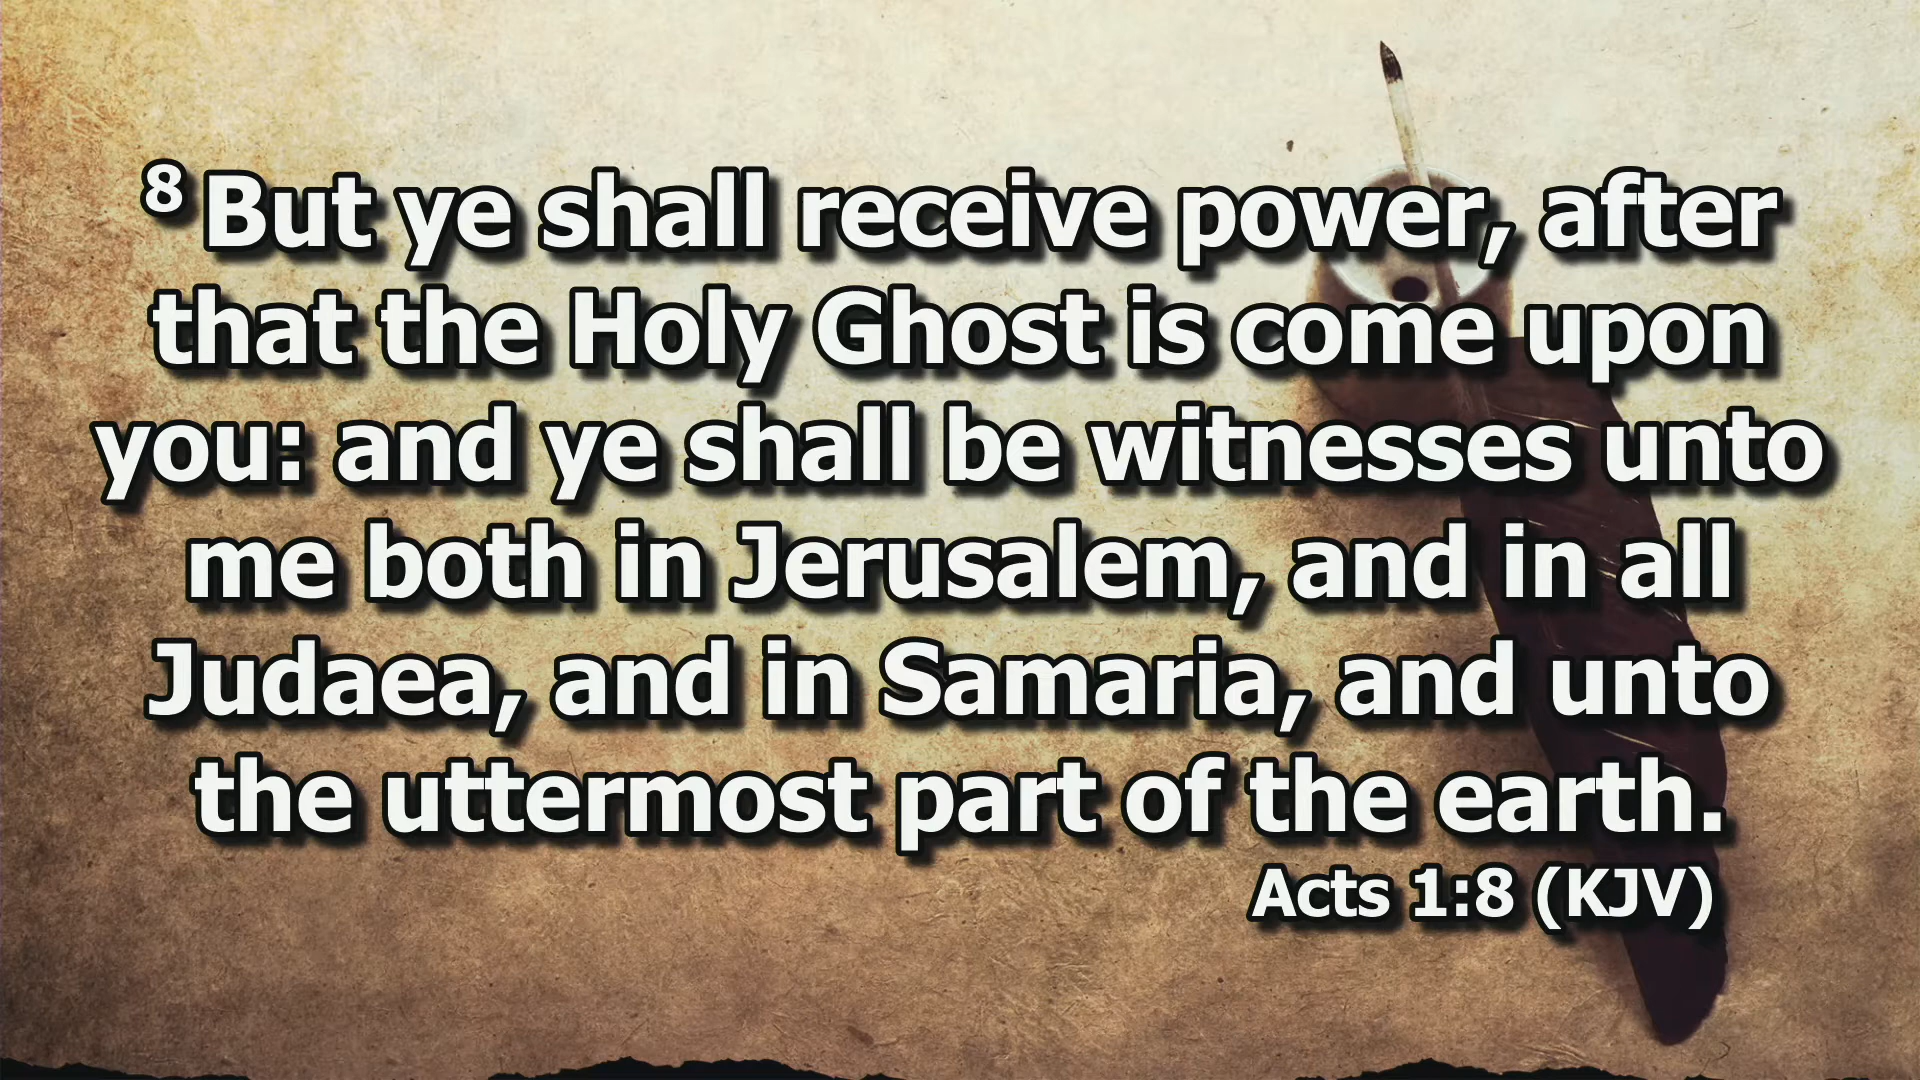 8 But ye shall receive power, after
that the Holy Ghost is come upon
you: and ye shall be witnesses unto
me both in Jerusalem, and in all
Judaea, and in Samaria, and unto
the uttermost part of the earth.
Acts 1:8 (KJV)